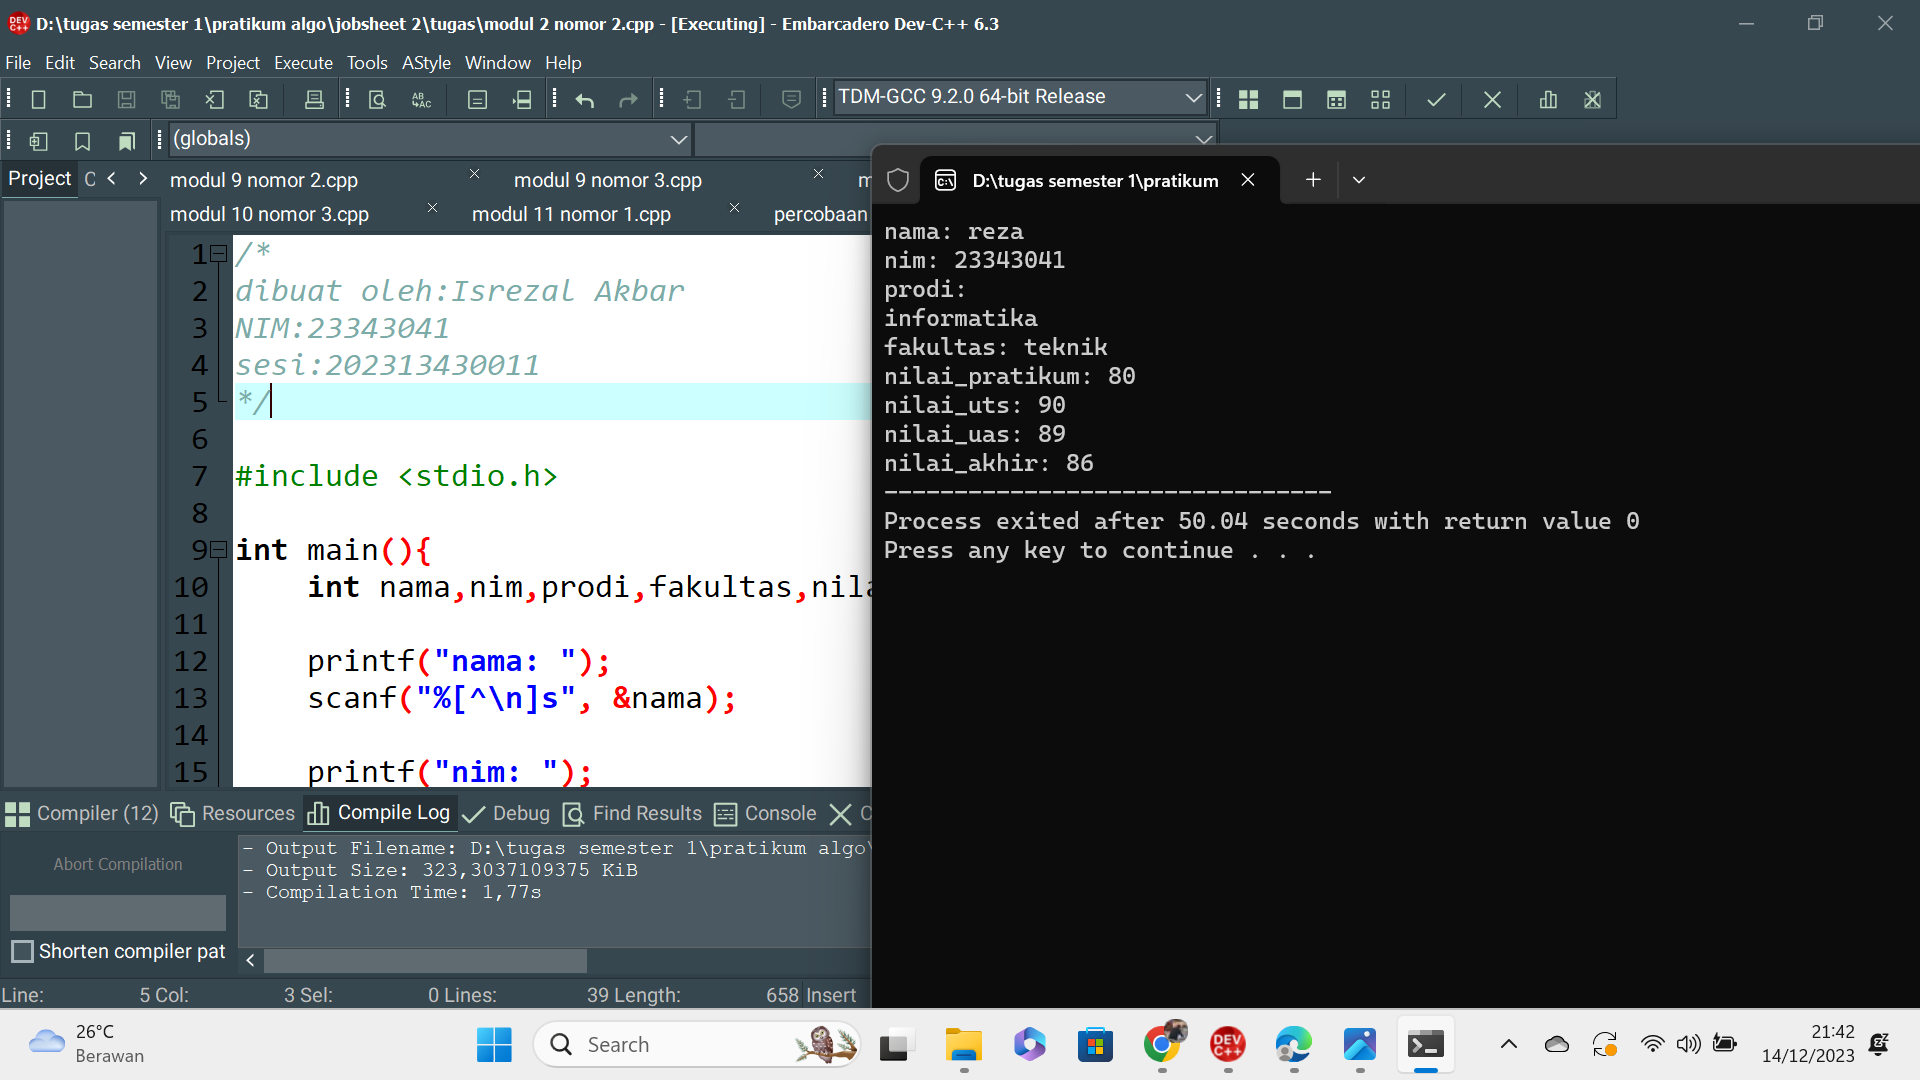 D:\tugas semester 1\pratikum algo\jobsheet 2\tugas\modul 2 nomor 2.cpp - [Executing] - Embarcadero Dev-C++ 6.3
File Edit Search View Project Execute Tools AStyle Window Help
TDM-GCC 9.2.0 64-bit Release
(globals)
Project
modul 9 nomor 2.cpp
modul 9 nomor 3.cpp
modul 10 nomor 3.cpp
modul 11 nomor 1.cpp
percobaan
1 /*
2 dibuat oleh:Isrezal Akbar
3 NIM:23343041
4 sesi:202313430011
5 */
6
7 #include <stdio.h>
8
9 int main(){
10 int nama,nim,prodi,fakultas,nila
11
12 printf("nama: ");
13 scanf("%[^\n]s", &nama);
14
15 printf("nim: ");
D:\tugas semester 1\pratikum
nama: reza
nim: 23343041
prodi:
informatika
fakultas: teknik
nilai_pratikum: 80
nilai_uts: 90
nilai_uas: 89
nilai_akhir: 86
--------------------------------
Process exited after 50.04 seconds with return value 0
Press any key to continue . . .
Compiler (12) Resources Compile Log Debug Find Results Console
Abort Compilation
Shorten compiler pat
- Output Filename: D:\tugas semester 1\pratikum algo\
- Output Size: 323,3037109375 KiB
- Compilation Time: 1,77s
Line: 5 Col: 3 Sel: 0 Lines: 39 Length: 658 Insert
26°C
Berawan
Search
DEV C++
21:42
14/12/2023